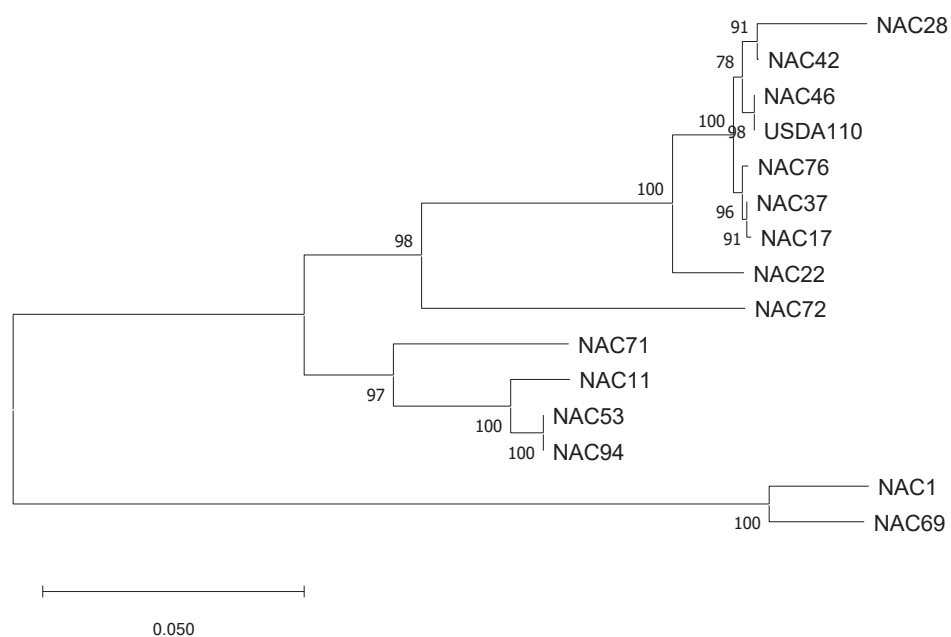 91
NAC28
NAC42
78
NAC46
100
98
USDA110
NAC76
NAC37
96
NAC17
91
100
NAC22
98
NAC72
NAC71
97
NAC11
NAC53
100
NAC94
100
NAC1
NAC69
100
0.050